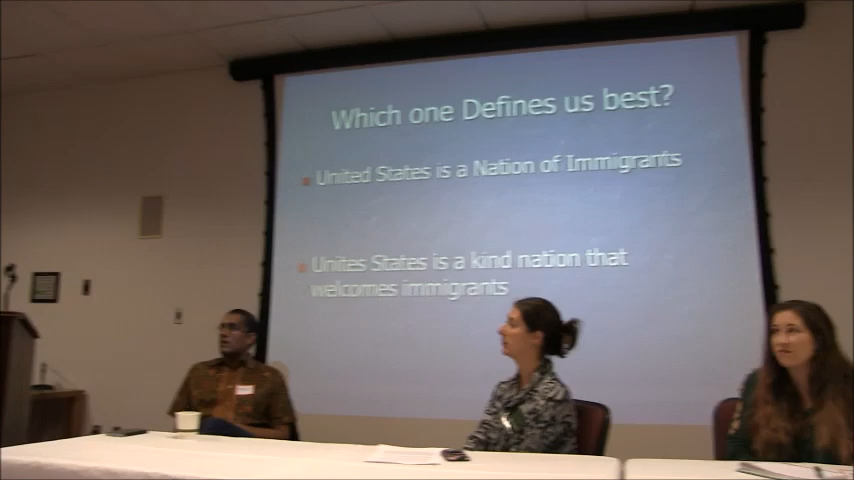 Which one Defines us best?
United States is a Nation of Immigrants
Unites States is a kind nation that
welcomes immigrants